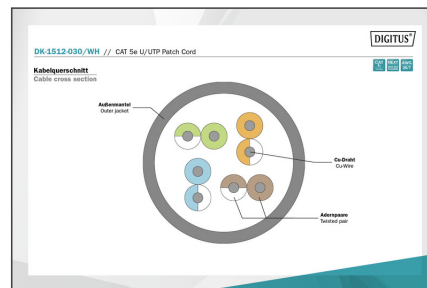 DIGITUS®
DK-1512-030/WH // CAT 5e U/UTP Patch Cord
Kabelquerschnitt
Cable cross section
Außenmantel
Outer jacket
Cu-Draht
Cu-Wire
Adernpaare
Twisted pair